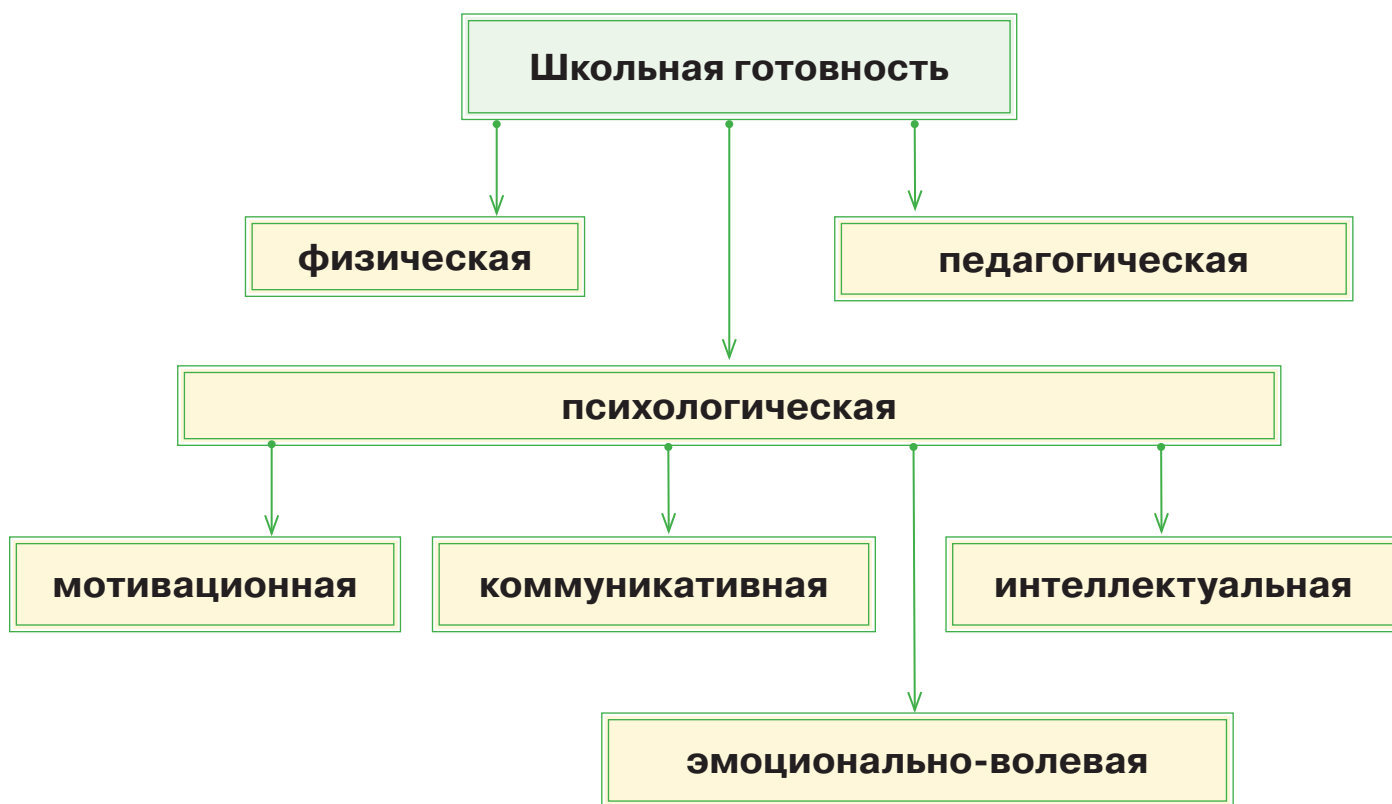 Школьная готовность
физическая
педагогическая
психологическая
мотивационная
коммуникативная
интеллектуальная
эмоционально-волевая